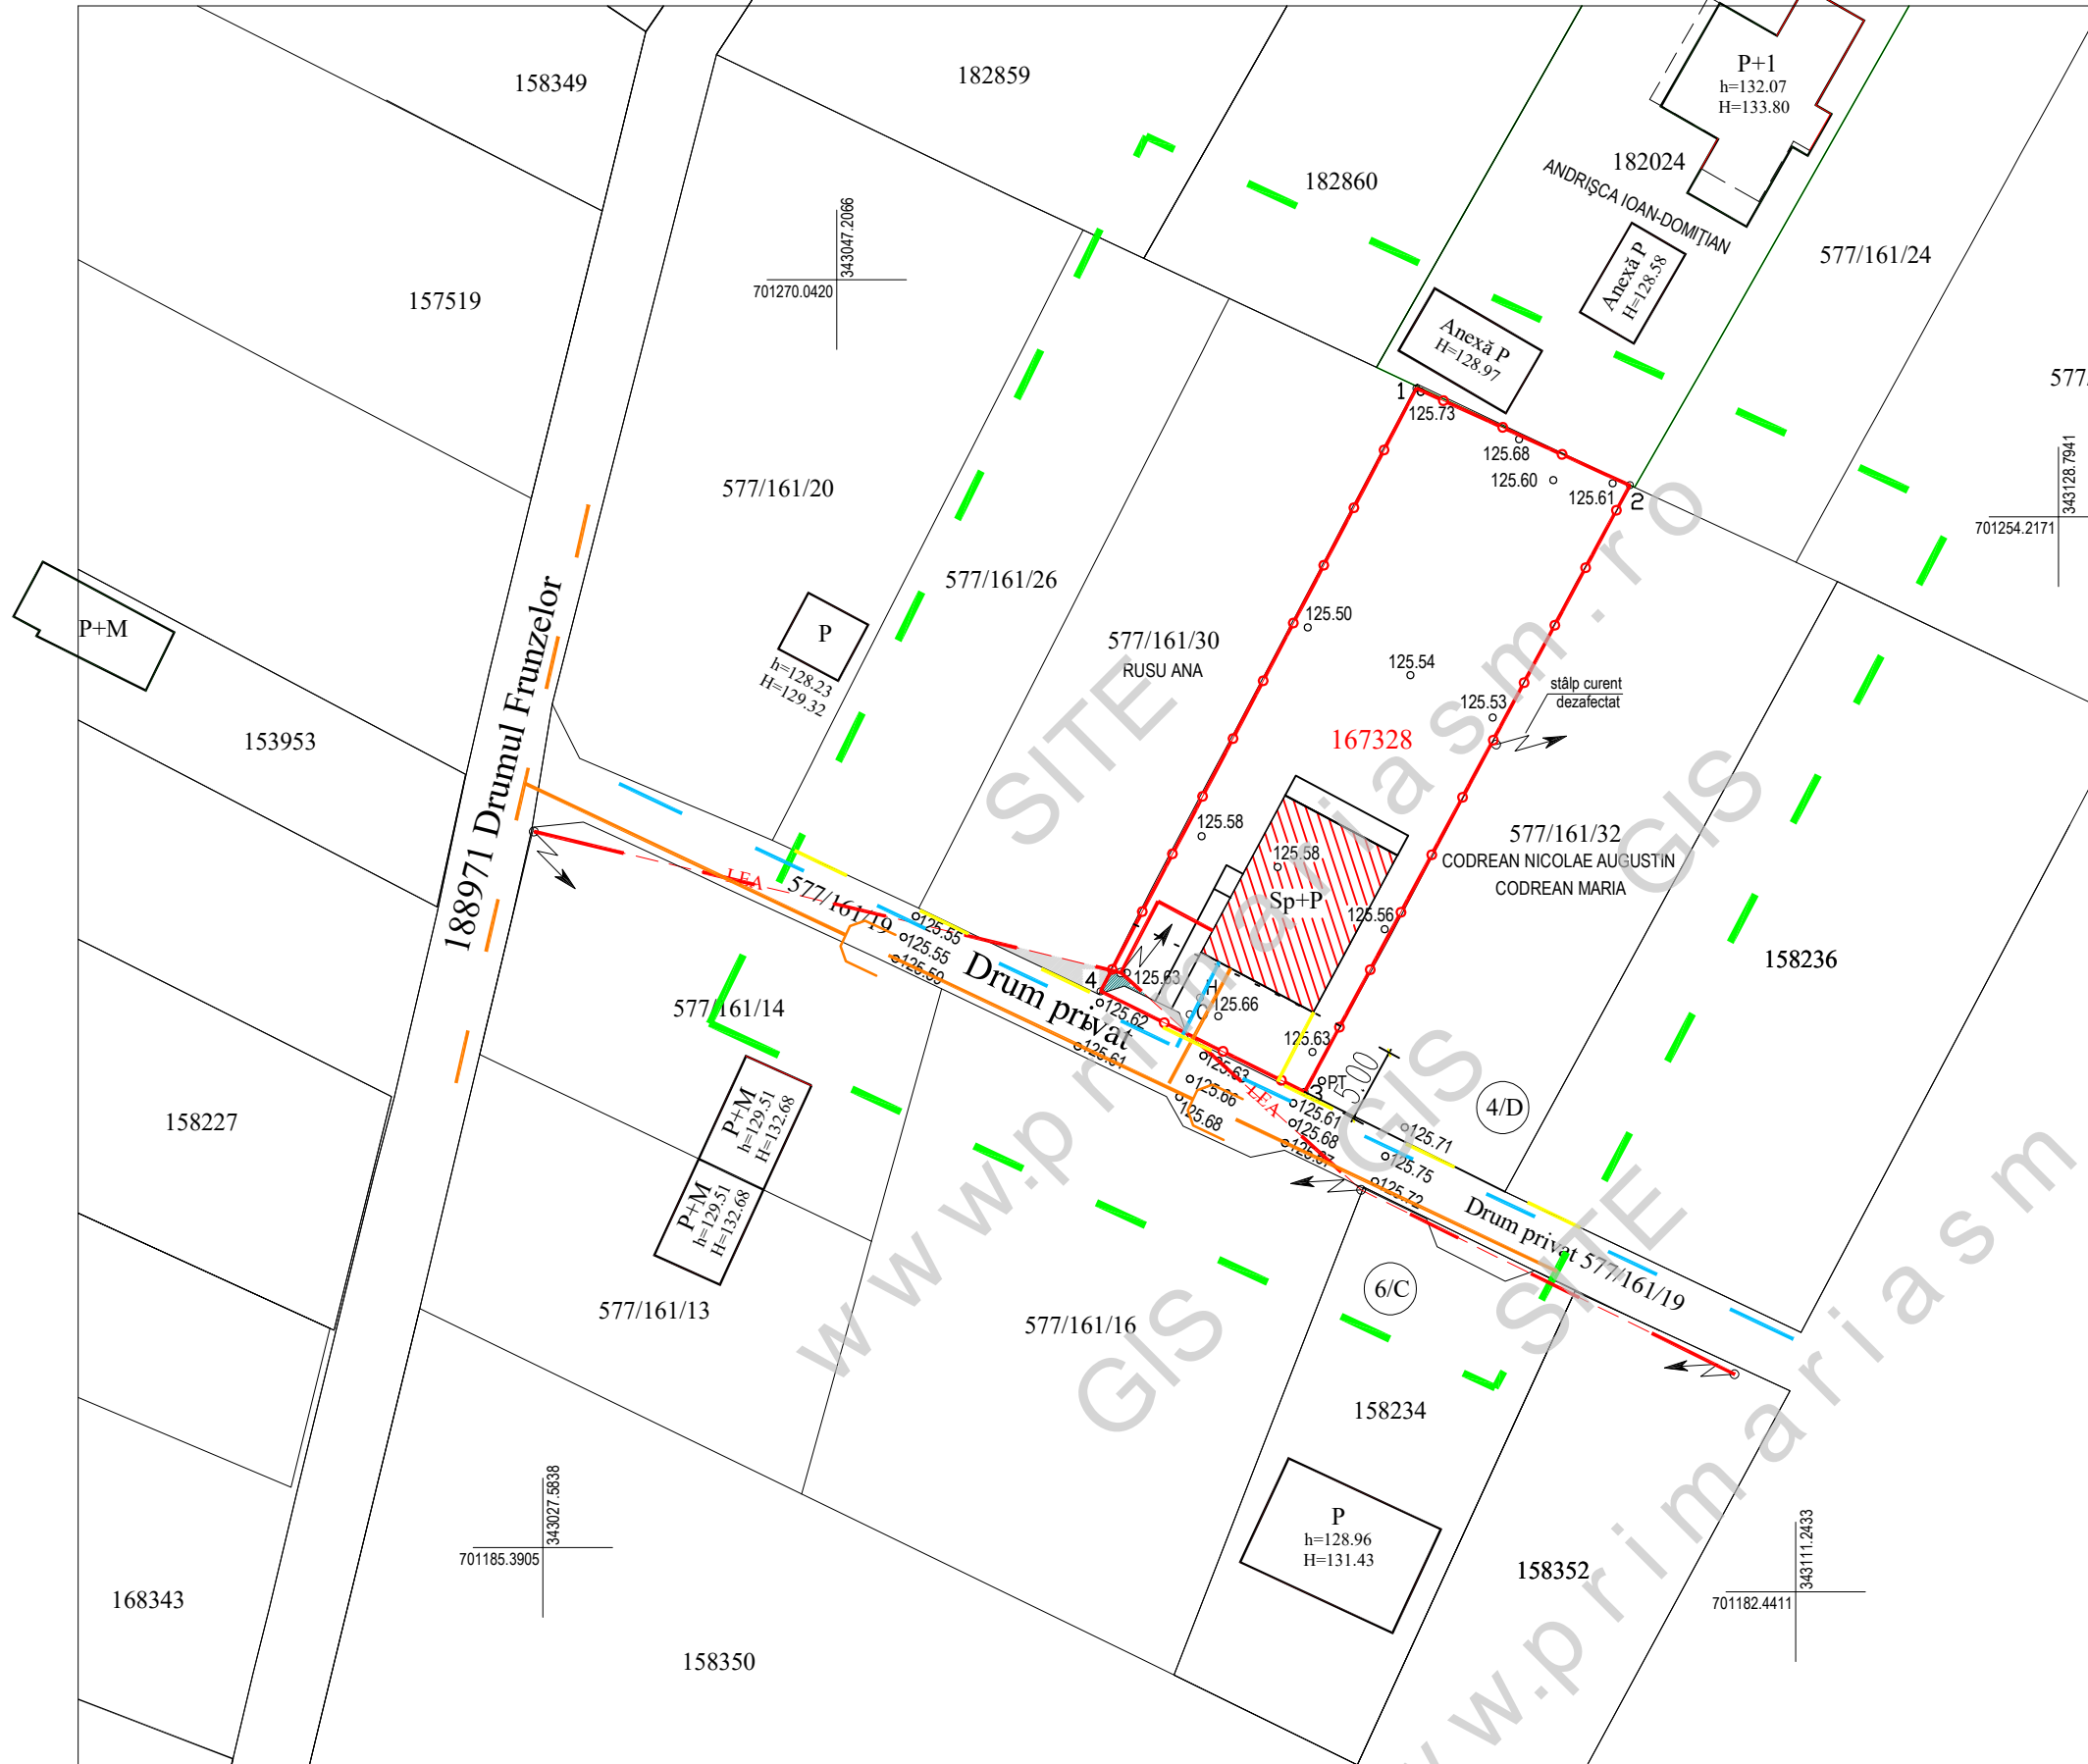 158349
182859
P+1
h=132.07
H=133.80
182860
182024
ANDRIȘCA IOAN-DOMIȚIAN
577/161/24
343047.2066
701270.0420
Anexă P
H=128.58
157519
Anexă P
H=128.97
577
1
125.73
125.68
125.60
125.61
2
343128.7941
701254.2171
577/161/20
577/161/26
125.50
577/161/30
RUSU ANA
125.54
P+M
P
h=128.23
H=129.32
stâlp curent
dezafectat
125.53
188971 Drumul Frunzelor
153953
167328
125.58
125.58
577/161/32
CODREAN NICOLAE AUGUSTIN
CODREAN MARIA
LEA
577/161/19
Sp+P
125.56
125.55
125.55
125.59
Drum privat
158236
4
125.63
H
125.66
125.62
125.61
125.63
125.63
577/161/14
3
PT
5.00
125.66
125.68
LEA
125.61
125.68
125.67
4/D
125.71
125.75
125.72
158227
P+M
h=129.51
H=132.68
P+M
h=129.51
H=132.68
Drum privat 577/161/19
577/161/13
577/161/16
6/C
158234
343027.5838
701185.3905
P
h=128.96
H=131.43
158352
343111.2433
701182.4411
168343
158350
SITE
GIS
www.primariasm.ro
GIS
GIS
SITE
w.primariasm